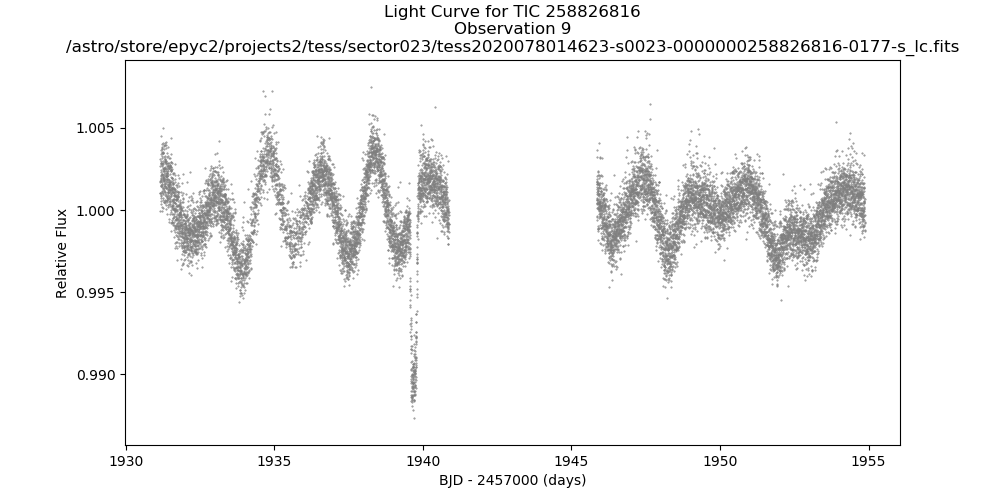 Light Curve for TIC 258826816
Observation 9
/astro/store/epyc2/projects2/tess/sector023/tess2020078014623-s0023-0000000258826816-0177-s_lc.fits
Relative Flux
1.005
1.000
0.995
0.990
1930 1935 1940 1945 1950 1955
BJD - 2457000 (days)